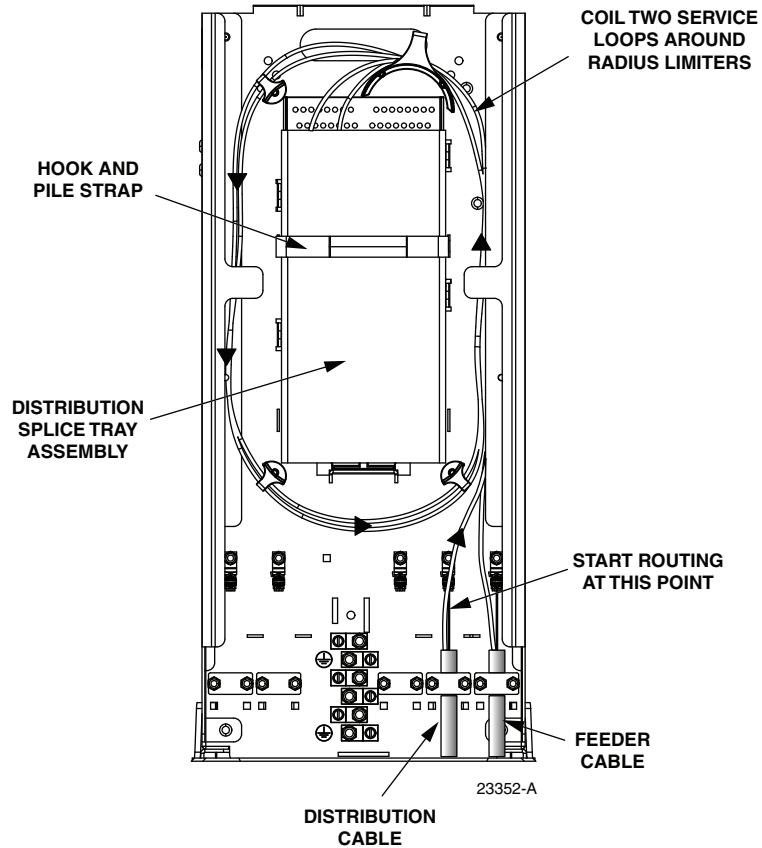 COIL TWO SERVICE
LOOPS AROUND
RADIUS LIMITERS
HOOK AND
PILE STRAP
DISTRIBUTION
SPLICE TRAY
ASSEMBLY
START ROUTING
AT THIS POINT
FEEDER
CABLE
23352-A
DISTRIBUTION
CABLE